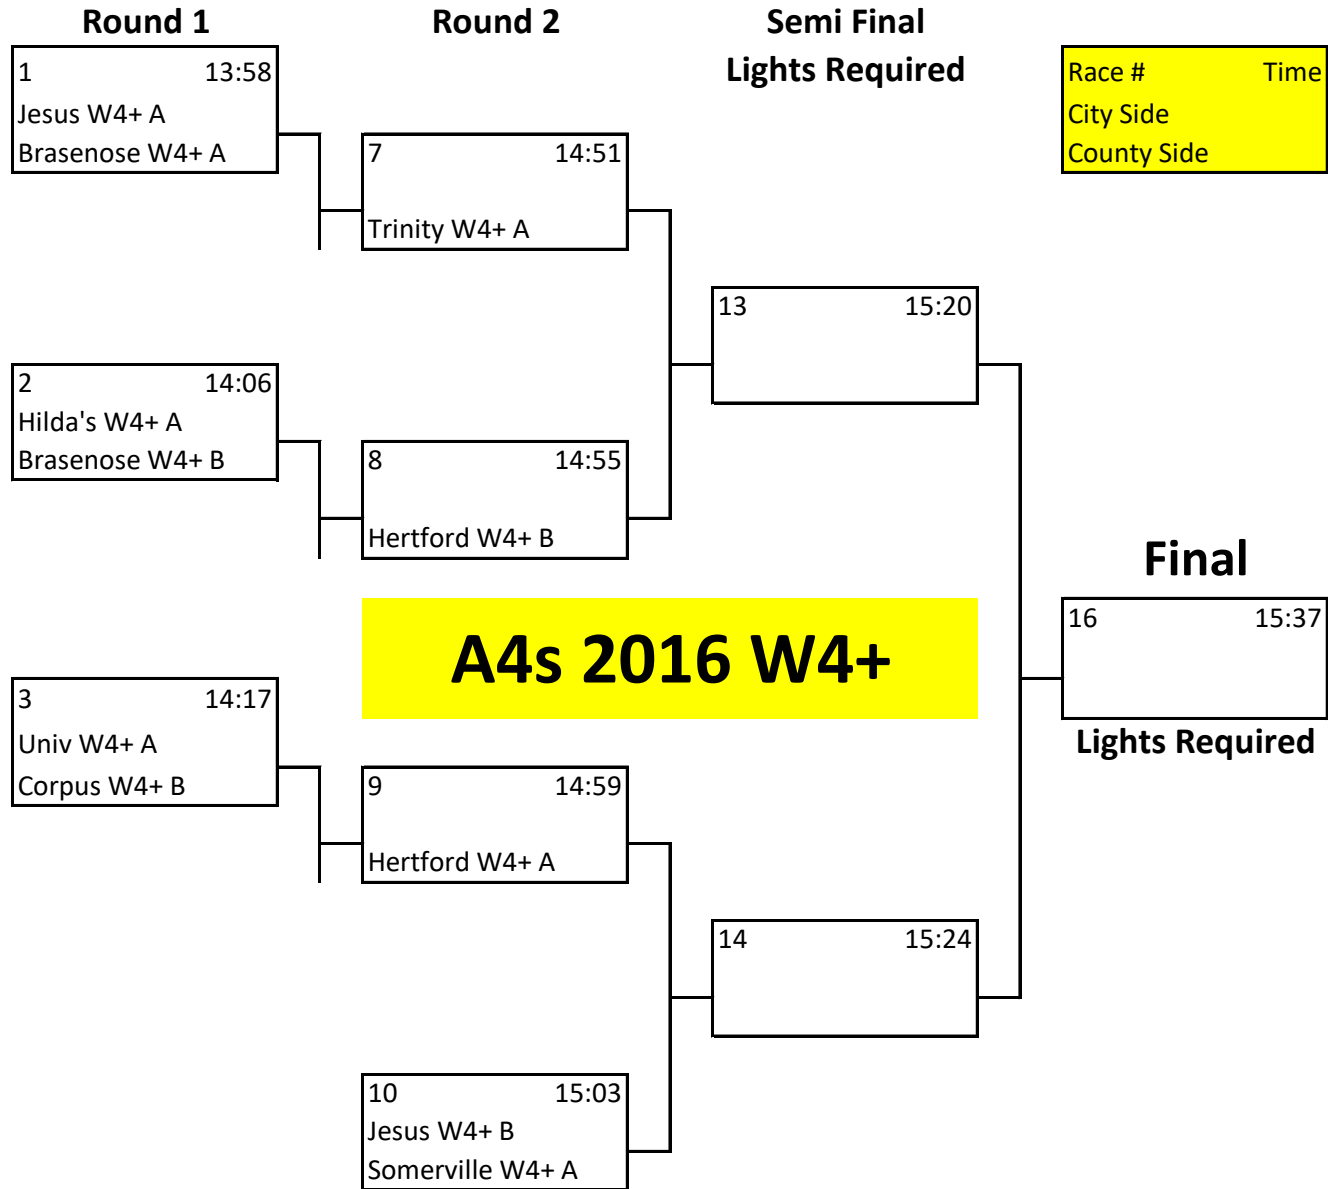 Round 1
Round 2
Semi Final
Lights Required
Race # Time
City Side
County Side
1 13:58
Jesus W4+ A
Brasenose W4+ A
7 14:51
Trinity W4+ A
13 15:20
2 14:06
Hilda's W4+ A
Brasenose W4+ B
8 14:55
Hertford W4+ B
Final
16 15:37
Lights Required
A4s 2016 W4+
3 14:17
Univ W4+ A
Corpus W4+ B
9 14:59
Hertford W4+ A
14 15:24
10 15:03
Jesus W4+ B
Somerville W4+ A